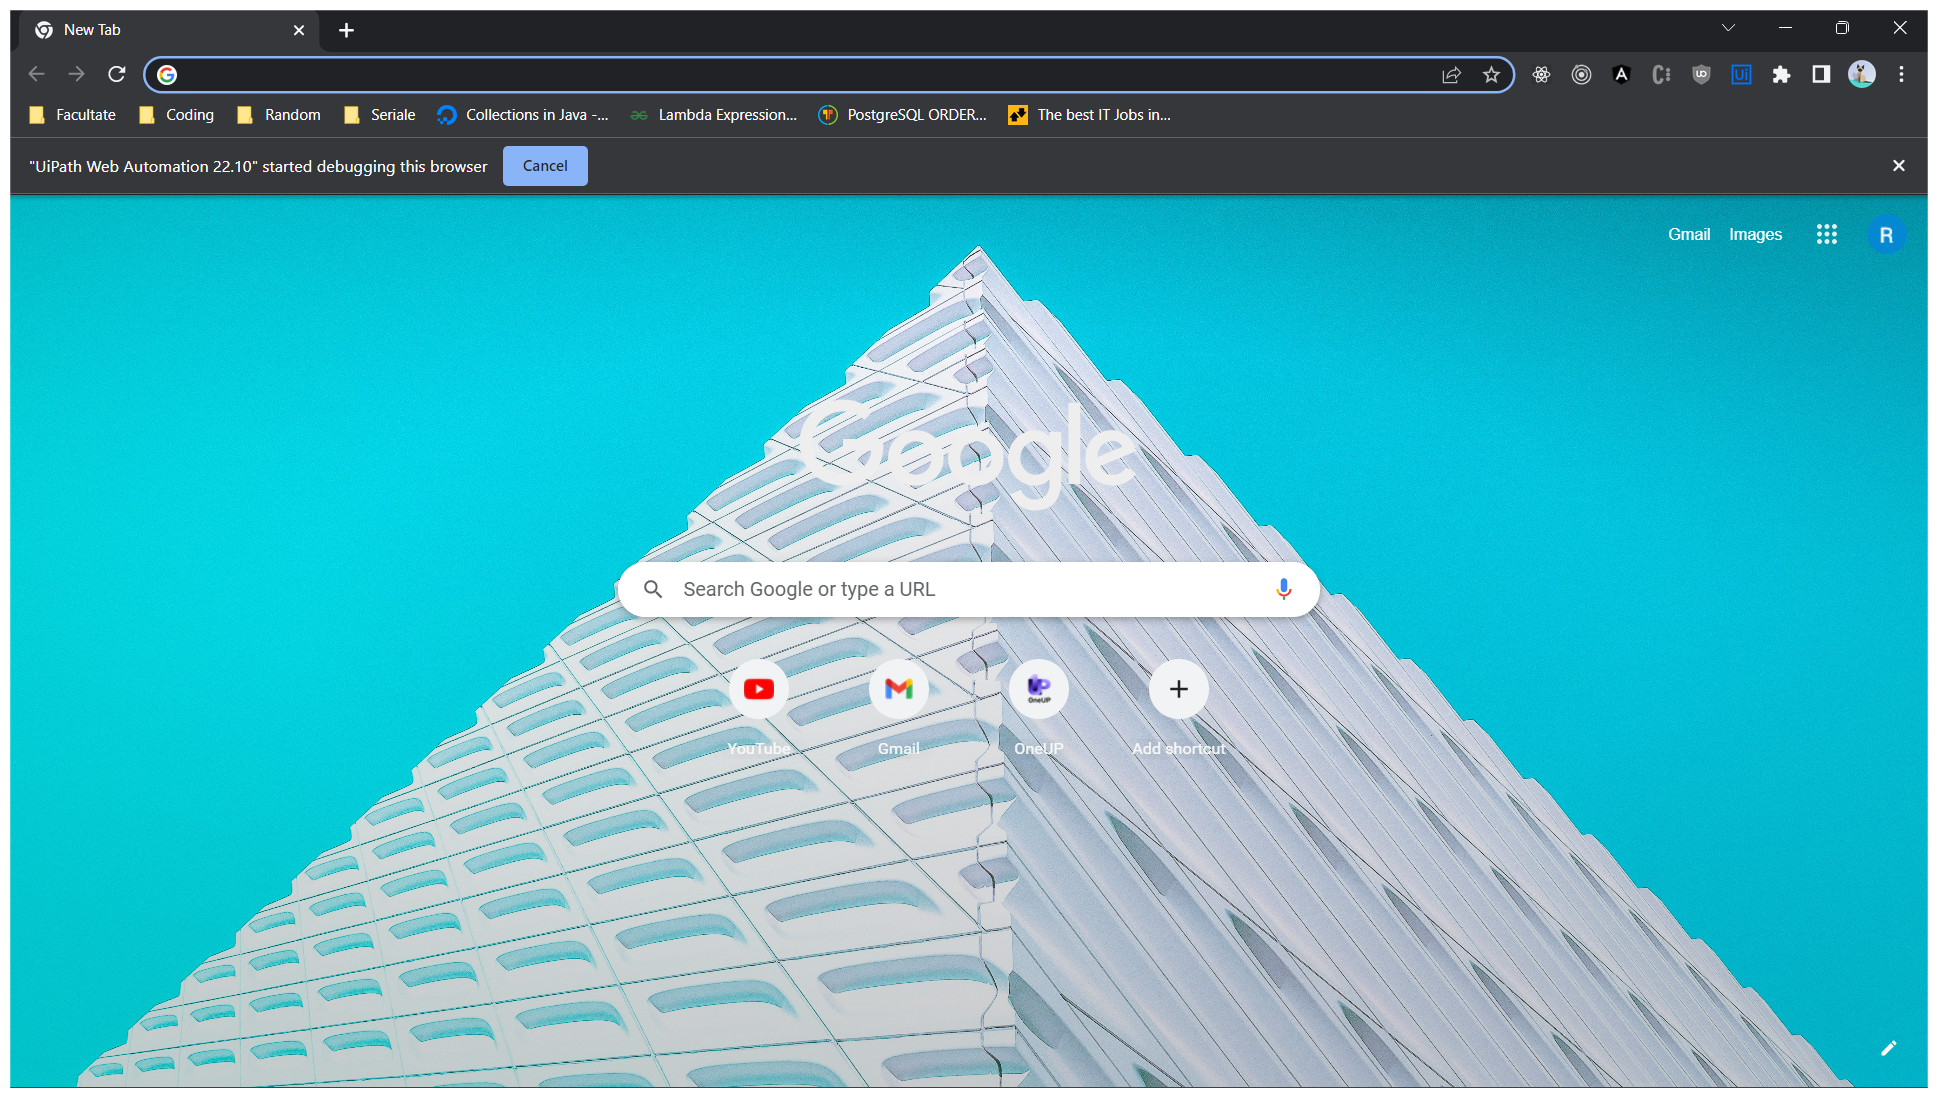 New Tab
Facultate Coding Random Seriale Collections in Java -... Lambda Expression... PostgreSQL ORDER... The best IT Jobs in...
"UiPath Web Automation 22.10" started debugging this browser Cancel
Gmail Images R
Google
Search Google or type a URL
YouTube Gmail OneUP Add shortcut